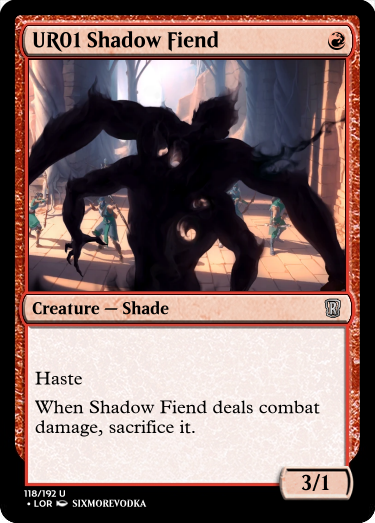 UR01 Shadow Fiend
Creature — Shade
Haste
When Shadow Fiend deals combat
damage, sacrifice it.
3/1
118/192 U
• LOR SIXMOREVODKA